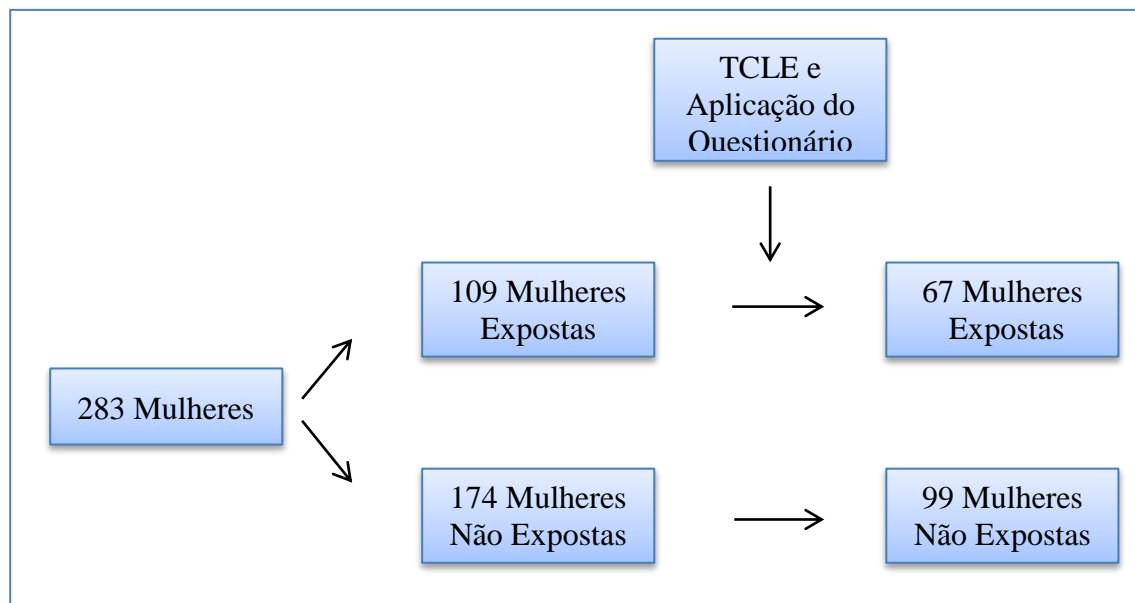 TCLE e
Aplicação do
Questionário
109 Mulheres
Expostas
67 Mulheres
Expostas
283 Mulheres
174 Mulheres
Não Expostas
99 Mulheres
Não Expostas